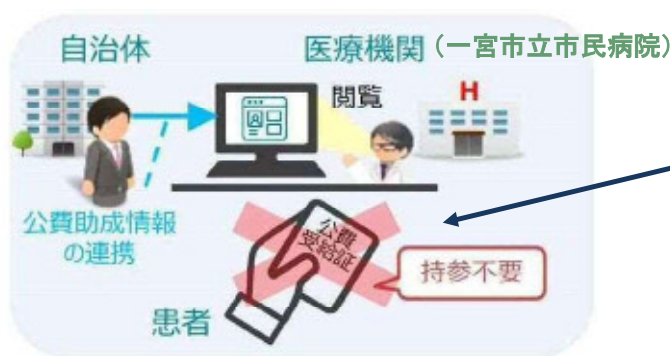 自治体
医療機関（一宮市立市民病院）
閲覧
H
公費助成情報
の連携
公費
受給証
持参不要
患者